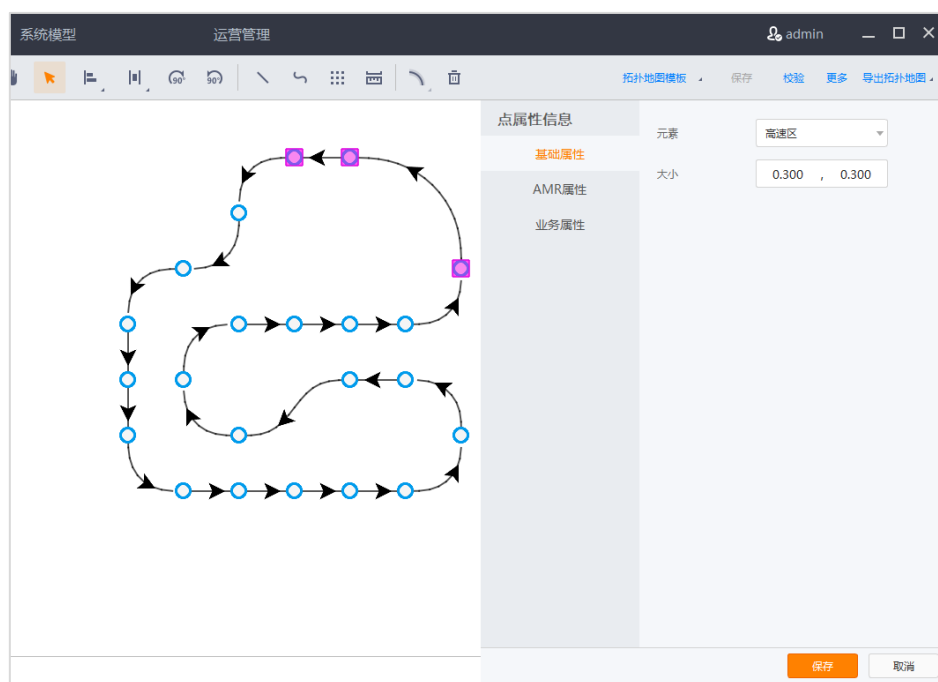 系统模型 运营管理 admin
90° 90° 拓扑地图模板 保存 校验 更多 导出拓扑地图
点属性信息
基础属性
AMR属性
业务属性
元素 高速区
大小 0.300 , 0.300
保存 取消